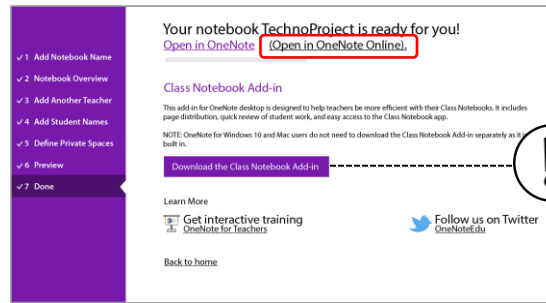 Your notebook TechnoProject is ready for you!
Open in OneNote (Open in OneNote Online).
✓ 1 Add Notebook Name
✓ 2 Notebook Overview
✓ 3 Add Another Teacher
✓ 4 Add Student Names
✓ 5 Define Private Spaces
✓ 6 Preview
✓ 7 Done
Class Notebook Add-in
This add-in for OneNote desktop is designed to help teachers be more efficient with their Class Notebooks. It includes
page distribution, quick review of student work, and easy access to the Class Notebook app.
NOTE: OneNote for Windows 10 and Mac users do not need to download the Class Notebook Add-in separately as it
built in.
Download the Class Notebook Add-in
Learn More
Get interactive training
OneNote for Teachers
Follow us on Twitter
OneNoteEdu
Back to home